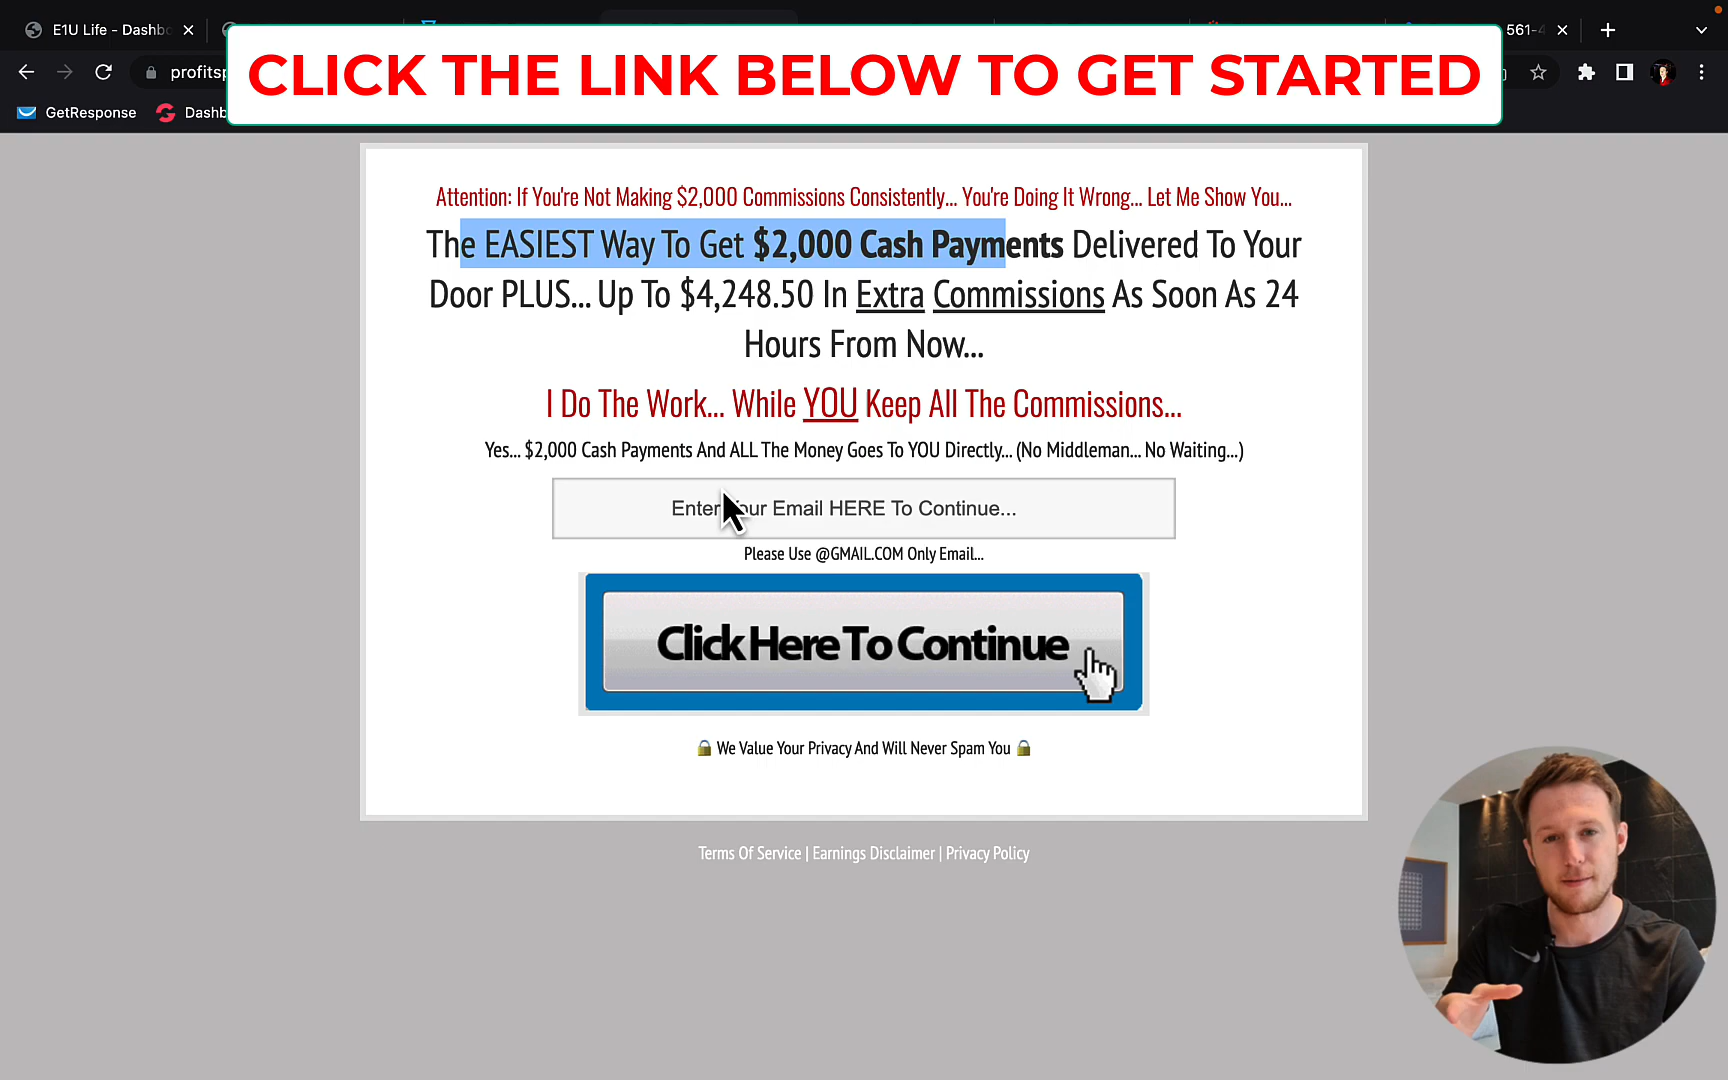 E1U Life - Dashbo
561-4
CLICK THE LINK BELOW TO GET STARTED
profitsp
GetResponse
Dashb
Attention: If You're Not Making $2,000 Commissions Consistently... You're Doing It Wrong... Let Me Show You...
The EASIEST Way To Get $2,000 Cash Payments Delivered To Your
Door PLUS... Up To $4,248.50 In Extra Commissions As Soon As 24
Hours From Now...
I Do The Work... While YOU Keep All The Commissions...
Yes... $2,000 Cash Payments And ALL The Money Goes To YOU Directly... (No Middleman... No Waiting...)
Enter Your Email HERE To Continue...
Please Use @GMAIL.COM Only Email...
Click Here To Continue
We Value Your Privacy And Will Never Spam You
Terms Of Service | Earnings Disclaimer | Privacy Policy